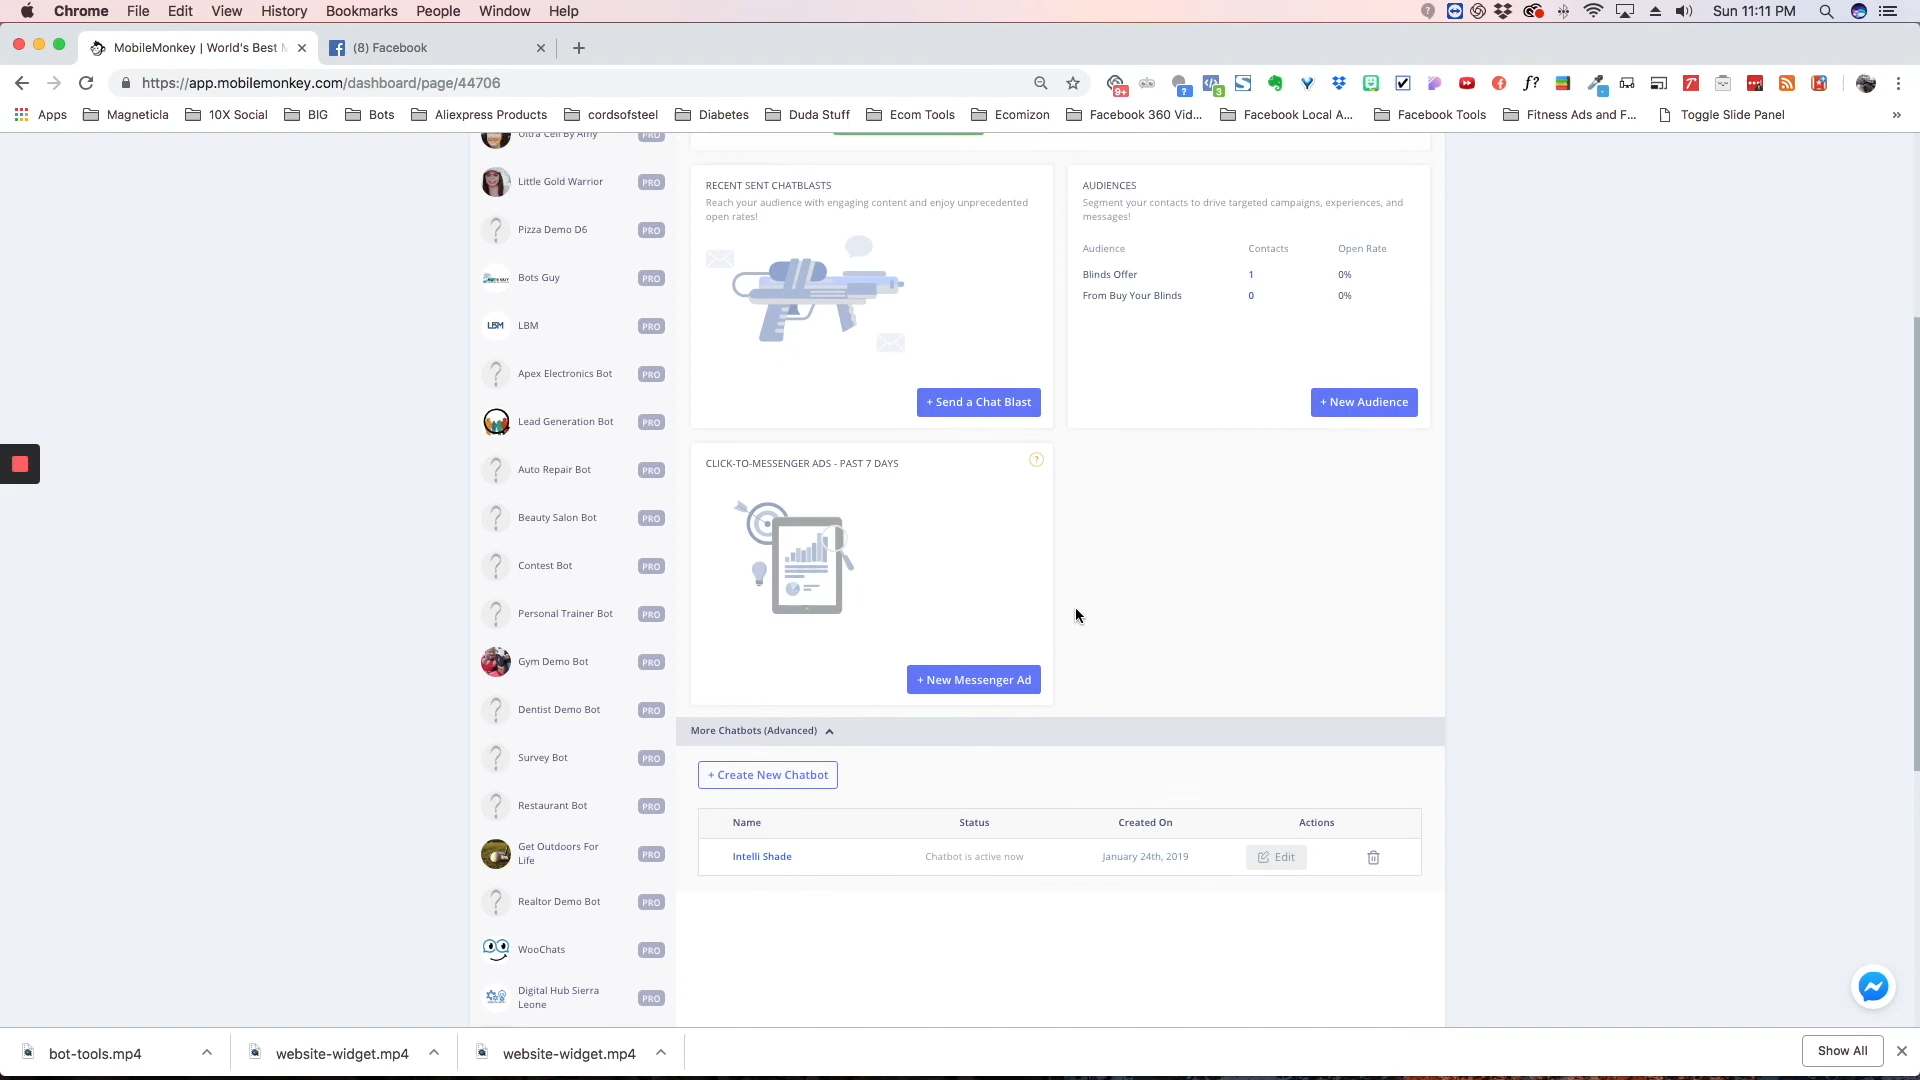 Chrome File Edit View History Bookmarks People Window Help Sun 11:11 PM
MobileMonkey | World's Best M (8) Facebook
https://app.mobilemonkey.com/dashboard/page/44706
9+ ? 3 f?
Apps Magneticla 10X Social BIG Bots Aliexpress Products cordsofsteel Diabetes Duda Stuff Ecom Tools Ecomizon Facebook 360 Vid... Facebook Local A... Facebook Tools Fitness Ads and F... Toggle Slide Panel »
Ultra Cell By Amy PRO
Little Gold Warrior PRO
Pizza Demo D6 PRO
Bots Guy PRO
LBM LBM PRO
Apex Electronics Bot PRO
Lead Generation Bot PRO
Auto Repair Bot PRO
Beauty Salon Bot PRO
Contest Bot PRO
Personal Trainer Bot PRO
Gym Demo Bot PRO
Dentist Demo Bot PRO
Survey Bot PRO
Restaurant Bot PRO
Get Outdoors For
Life PRO
Realtor Demo Bot PRO
WooChats PRO
Digital Hub Sierra
Leone PRO
RECENT SENT CHATBLASTS
Reach your audience with engaging content and enjoy unprecedented
open rates!
+ Send a Chat Blast
AUDIENCES
Segment your contacts to drive targeted campaigns, experiences, and
messages!
Audience Contacts Open Rate
Blinds Offer 1 0%
From Buy Your Blinds 0 0%
+ New Audience
CLICK-TO-MESSENGER ADS - PAST 7 DAYS ?
+ New Messenger Ad
More Chatbots (Advanced)
+ Create New Chatbot
Name Status Created On Actions
Intelli Shade Chatbot is active now January 24th, 2019 Edit
bot-tools.mp4 website-widget.mp4 website-widget.mp4 Show All